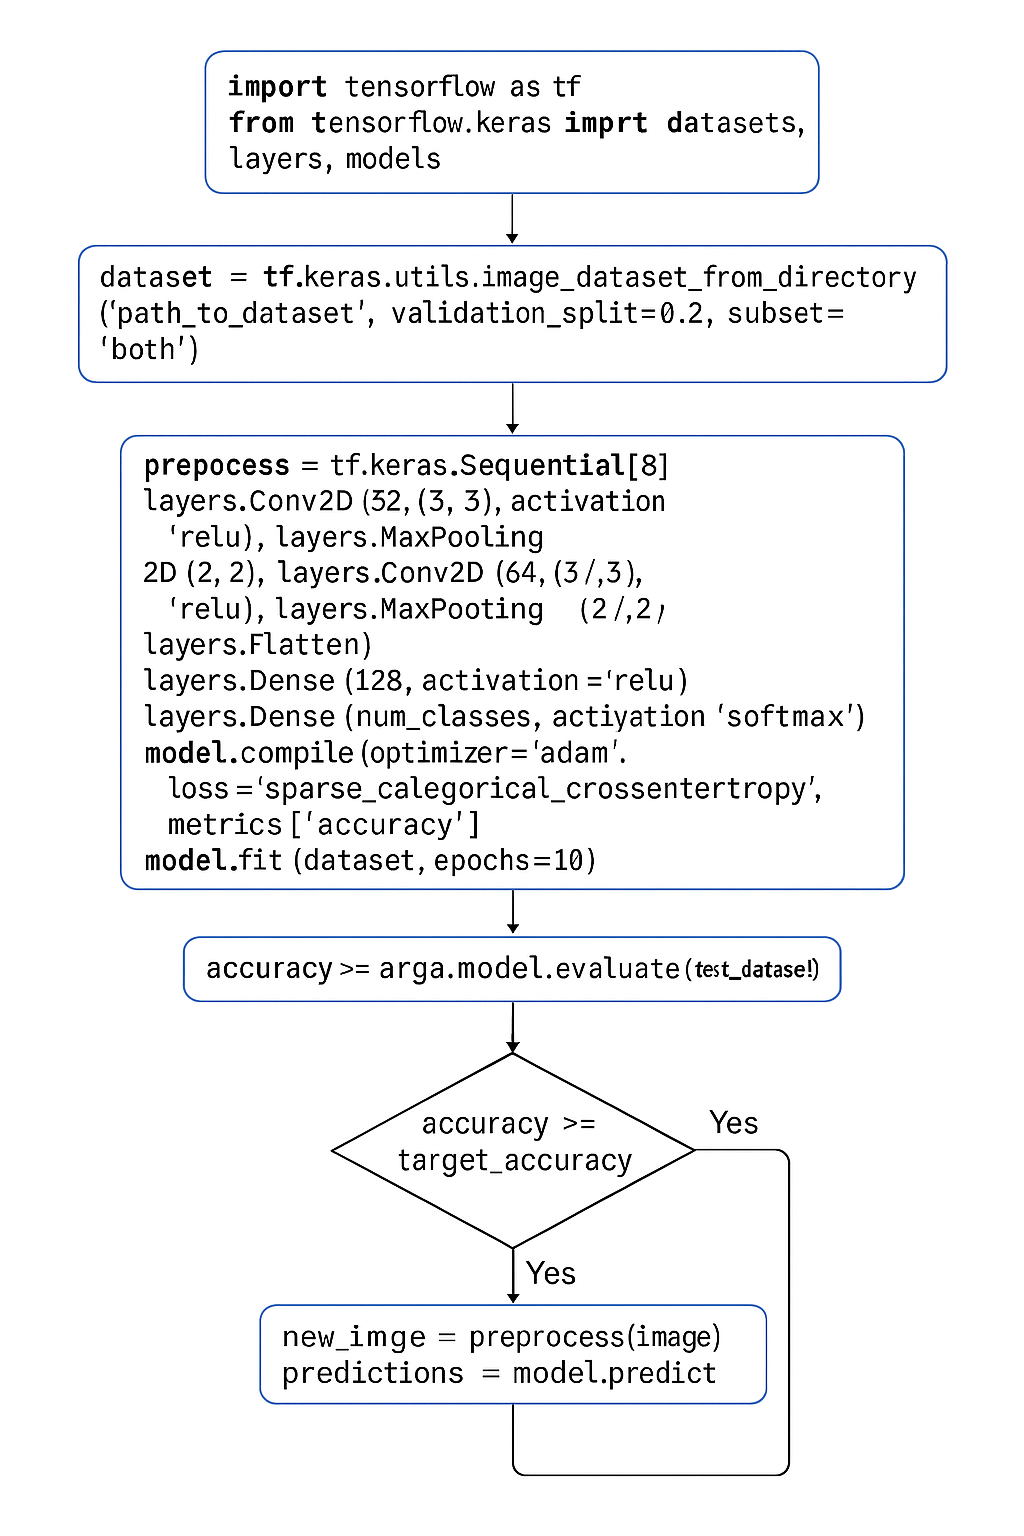 import tensorflow as tf
from tensorflow.keras imprt datasets,
layers, models
dataset = tf.keras.utils.image_dataset_from_directory
(‘path_to_dataset’, validation_split=0.2, subset=
‘both’)
prepocess = tf.keras.Sequential[8]
layers.Conv2D (32, (3, 3), activation
‘relu), layers.MaxPooling
2D (2, 2), layers.Conv2D (64, (3/,3),
‘relu), layers.MaxPooting (2/,2,
layers.Flatten)
layers.Dense (128, activation =‘relu)
layers.Dense (num_classes, actiyation ‘softmax’)
model.compile (optimizer=‘adam’.
loss =‘sparse_calegorical_crossentertropy’,
metrics [‘accuracy’]
model.fit (dataset, epochs=10)
accuracy >= arga.model.evaluate(test_datase!)
accuracy >=
target_accuracy
Yes
Yes
new_imge = preprocess(image)
predictions = model.predict